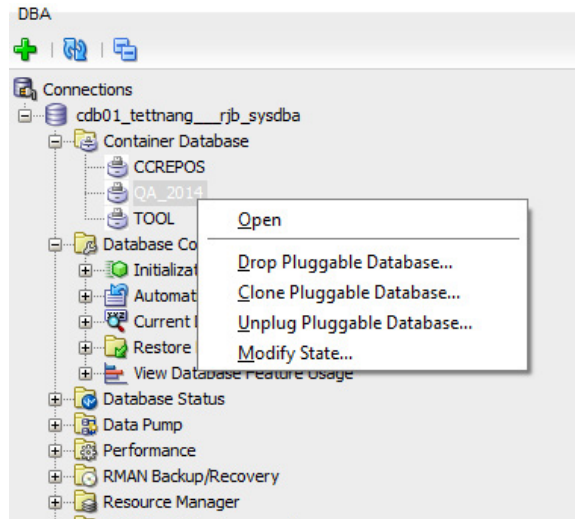 DBA
Connections
cdb01_tettnang___rjb_sysdba
Container Database
CCREPOS
QA_2014
TOOL
Open
Drop Pluggable Database...
Clone Pluggable Database...
Unplug Pluggable Database...
Modify State...
Database Co
Initializat
Automat
Current
Restore
View Database Feature Usage
Database Status
Data Pump
Performance
RMAN Backup/Recovery
Resource Manager